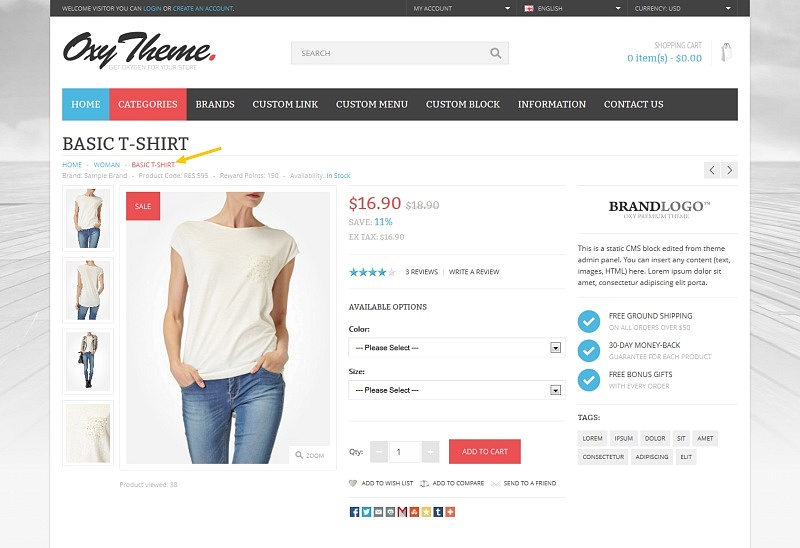 WELCOME VISITOR YOU CAN LOGIN OR CREATE AN ACCOUNT.
MY ACCOUNT
ENGLISH
CURRENCY: USD
Oxy Theme.
GET OXYGEN FOR YOUR STORE
SEARCH
SHOPPING CART
0 item(s) - $0.00
HOME CATEGORIES BRANDS CUSTOM LINK CUSTOM MENU CUSTOM BLOCK INFORMATION CONTACT US
BASIC T-SHIRT
HOME - WOMAN - BASIC T-SHIRT
Brand: Sample Brand - Product Code: RES.595 - Reward Points: 150 - Availability: In Stock
SALE
ZOOM
Product viewed: 38
$16.90 $18.90
SAVE: 11%
EX TAX: $16.90
3 REVIEWS | WRITE A REVIEW
AVAILABLE OPTIONS
Color:
--- Please Select ---
Size:
--- Please Select ---
Qty: - 1 + ADD TO CART
ADD TO WISH LIST ADD TO COMPARE SEND TO A FRIEND
BRANDLOGO™
OXY PREMIUM THEME
This is a static CMS block edited from theme
admin panel. You can insert any content (text,
images, HTML) here. Lorem ipsum dolor sit
amet, consectetur adipiscing elit porta.
FREE GROUND SHIPPING
ON ALL ORDERS OVER $50
30-DAY MONEY-BACK
GUARANTEE FOR EACH PRODUCT
FREE BONUS GIFTS
WITH EVERY ORDER
TAGS:
LOREM IPSUM DOLOR SIT AMET
CONSECTETUR ADIPISCING ELIT